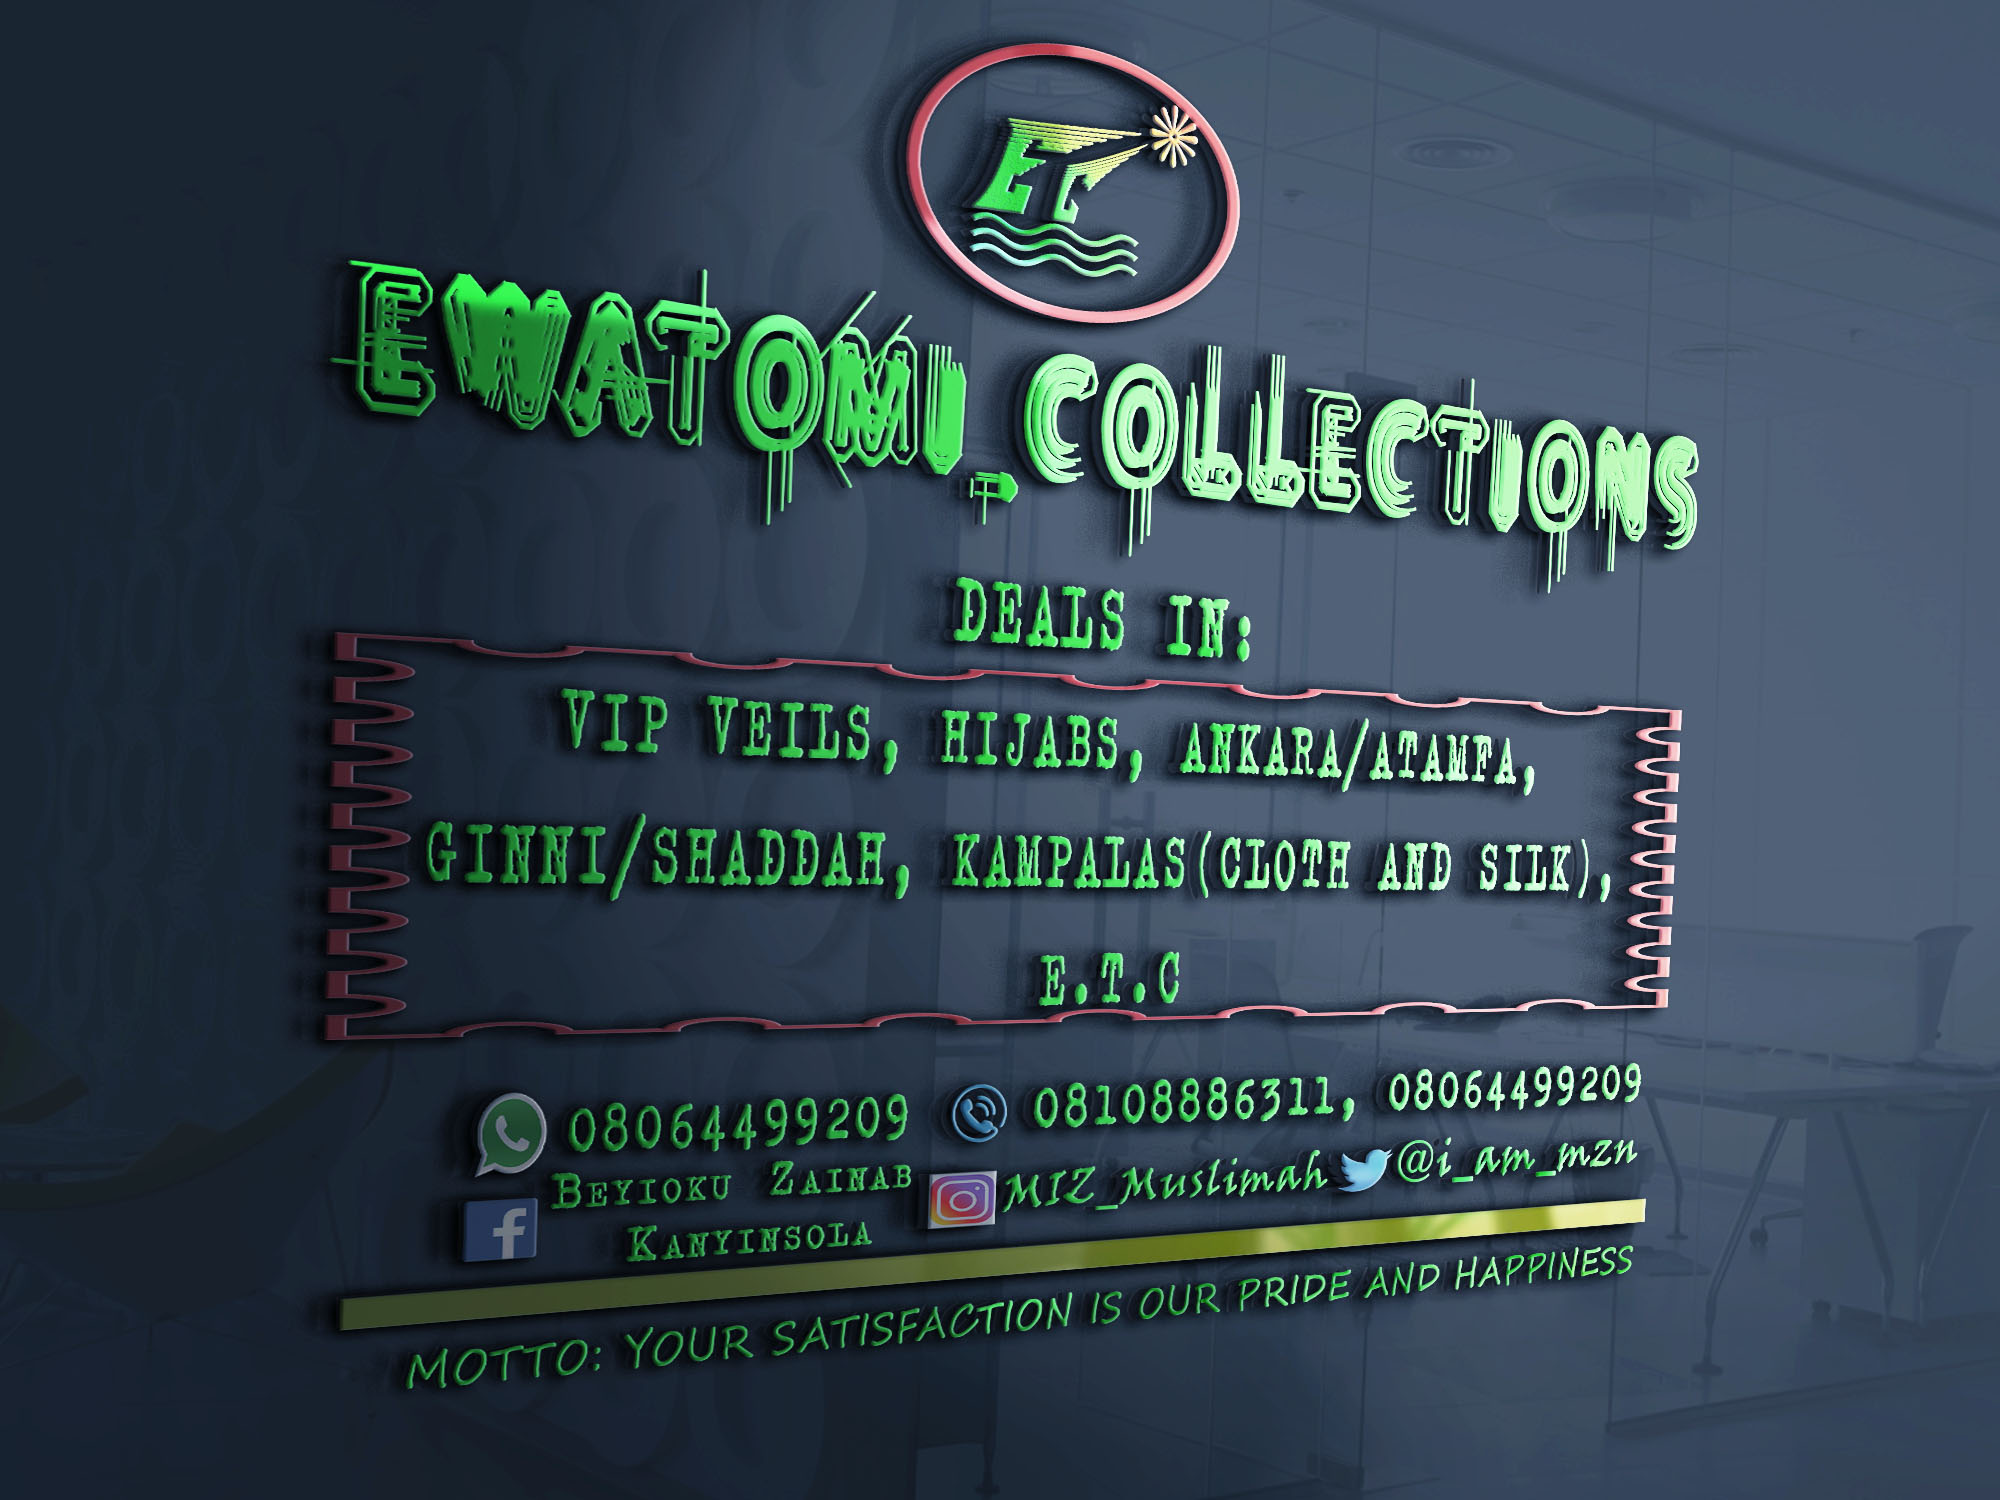 EC
EWATOMI_COLLECTIONS
DEALS IN:
VIP VEILS, HIJABS, ANKARA/ATAMFA,
GINNI/SHADDAH, KAMPALAS(CLOTH AND SILK),
E.T.C
08064499209 08108886311, 08064499209
Beyioku Zainab
Kanyinsola
MIZ_Muslimah @i_am_mzn
MOTTO: YOUR SATISFACTION IS OUR PRIDE AND HAPPINESS